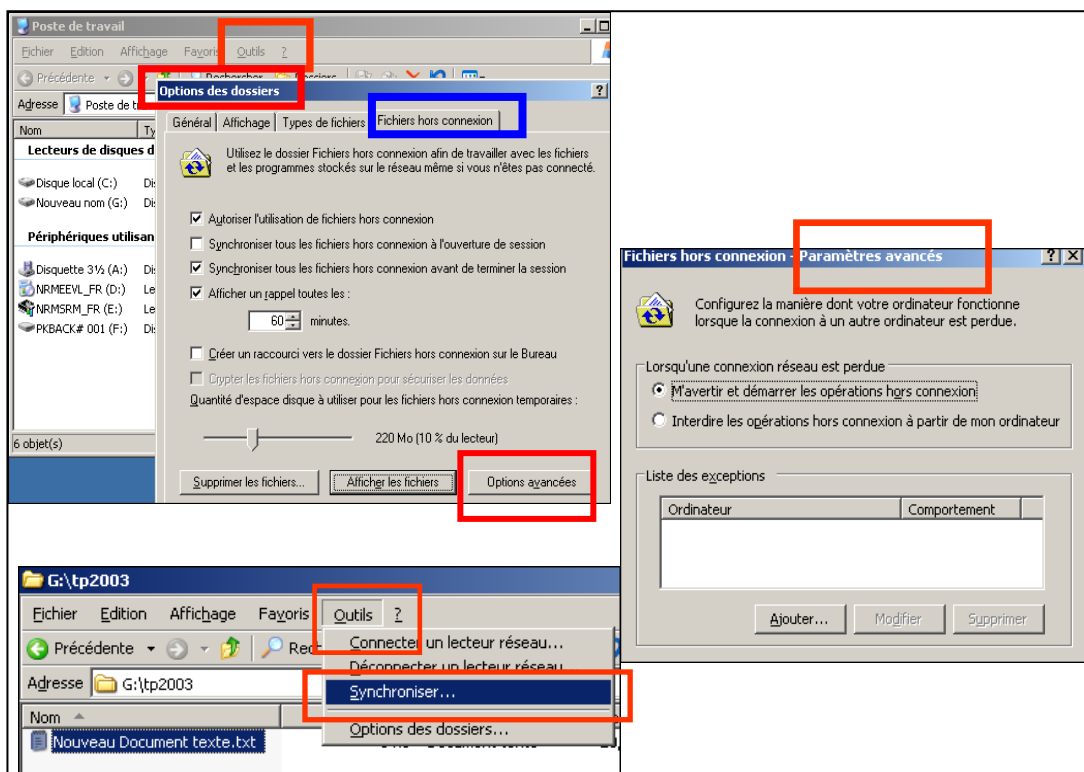 Poste de travail
Fichier Edition Affichage Favoris Outils ?
Précédente Rechercher Dossiers
Adresse Poste de t
Options des dossiers
Général Affichage Types de fichiers Fichiers hors connexion
Nom Ty
Lecteurs de disques d
Disque local (C:) Di
Nouveau nom (G:) Di
Périphériques utilisan
Disquette 3½ (A:) Di
NRMEEVL_FR (D:) Le
NRMSRM_FR (E:) Le
PKBACK# 001 (F:) Di
6 objet(s)
Utilisez le dossier Fichiers hors connexion afin de travailler avec les fichiers
et les programmes stockés sur le réseau même si vous n'êtes pas connecté.
Autoriser l'utilisation de fichiers hors connexion
Synchroniser tous les fichiers hors connexion à l'ouverture de session
Synchroniser tous les fichiers hors connexion avant de terminer la session
Afficher un rappel toutes les :
60 minutes.
Créer un raccourci vers le dossier Fichiers hors connexion sur le Bureau
Crypter les fichiers hors connexion pour sécuriser les données
Quantité d'espace disque à utiliser pour les fichiers hors connexion temporaires :
220 Mo (10 % du lecteur)
Supprimer les fichiers... Afficher les fichiers Options avancées
Fichiers hors connexion - Paramètres avancés
Configurez la manière dont votre ordinateur fonctionne
lorsque la connexion à un autre ordinateur est perdue.
Lorsqu'une connexion réseau est perdue
M'avertir et démarrer les opérations hors connexion
Interdire les opérations hors connexion à partir de mon ordinateur
Liste des exceptions
Ordinateur Comportement
Ajouter... Modifier Supprimer
G:\tp2003
Fichier Edition Affichage Favoris Outils ?
Précédente Rech
Adresse G:\tp2003
Nom
Nouveau Document texte.txt
Connecter un lecteur réseau...
Déconnecter un lecteur réseau...
Synchroniser...
Options des dossiers...